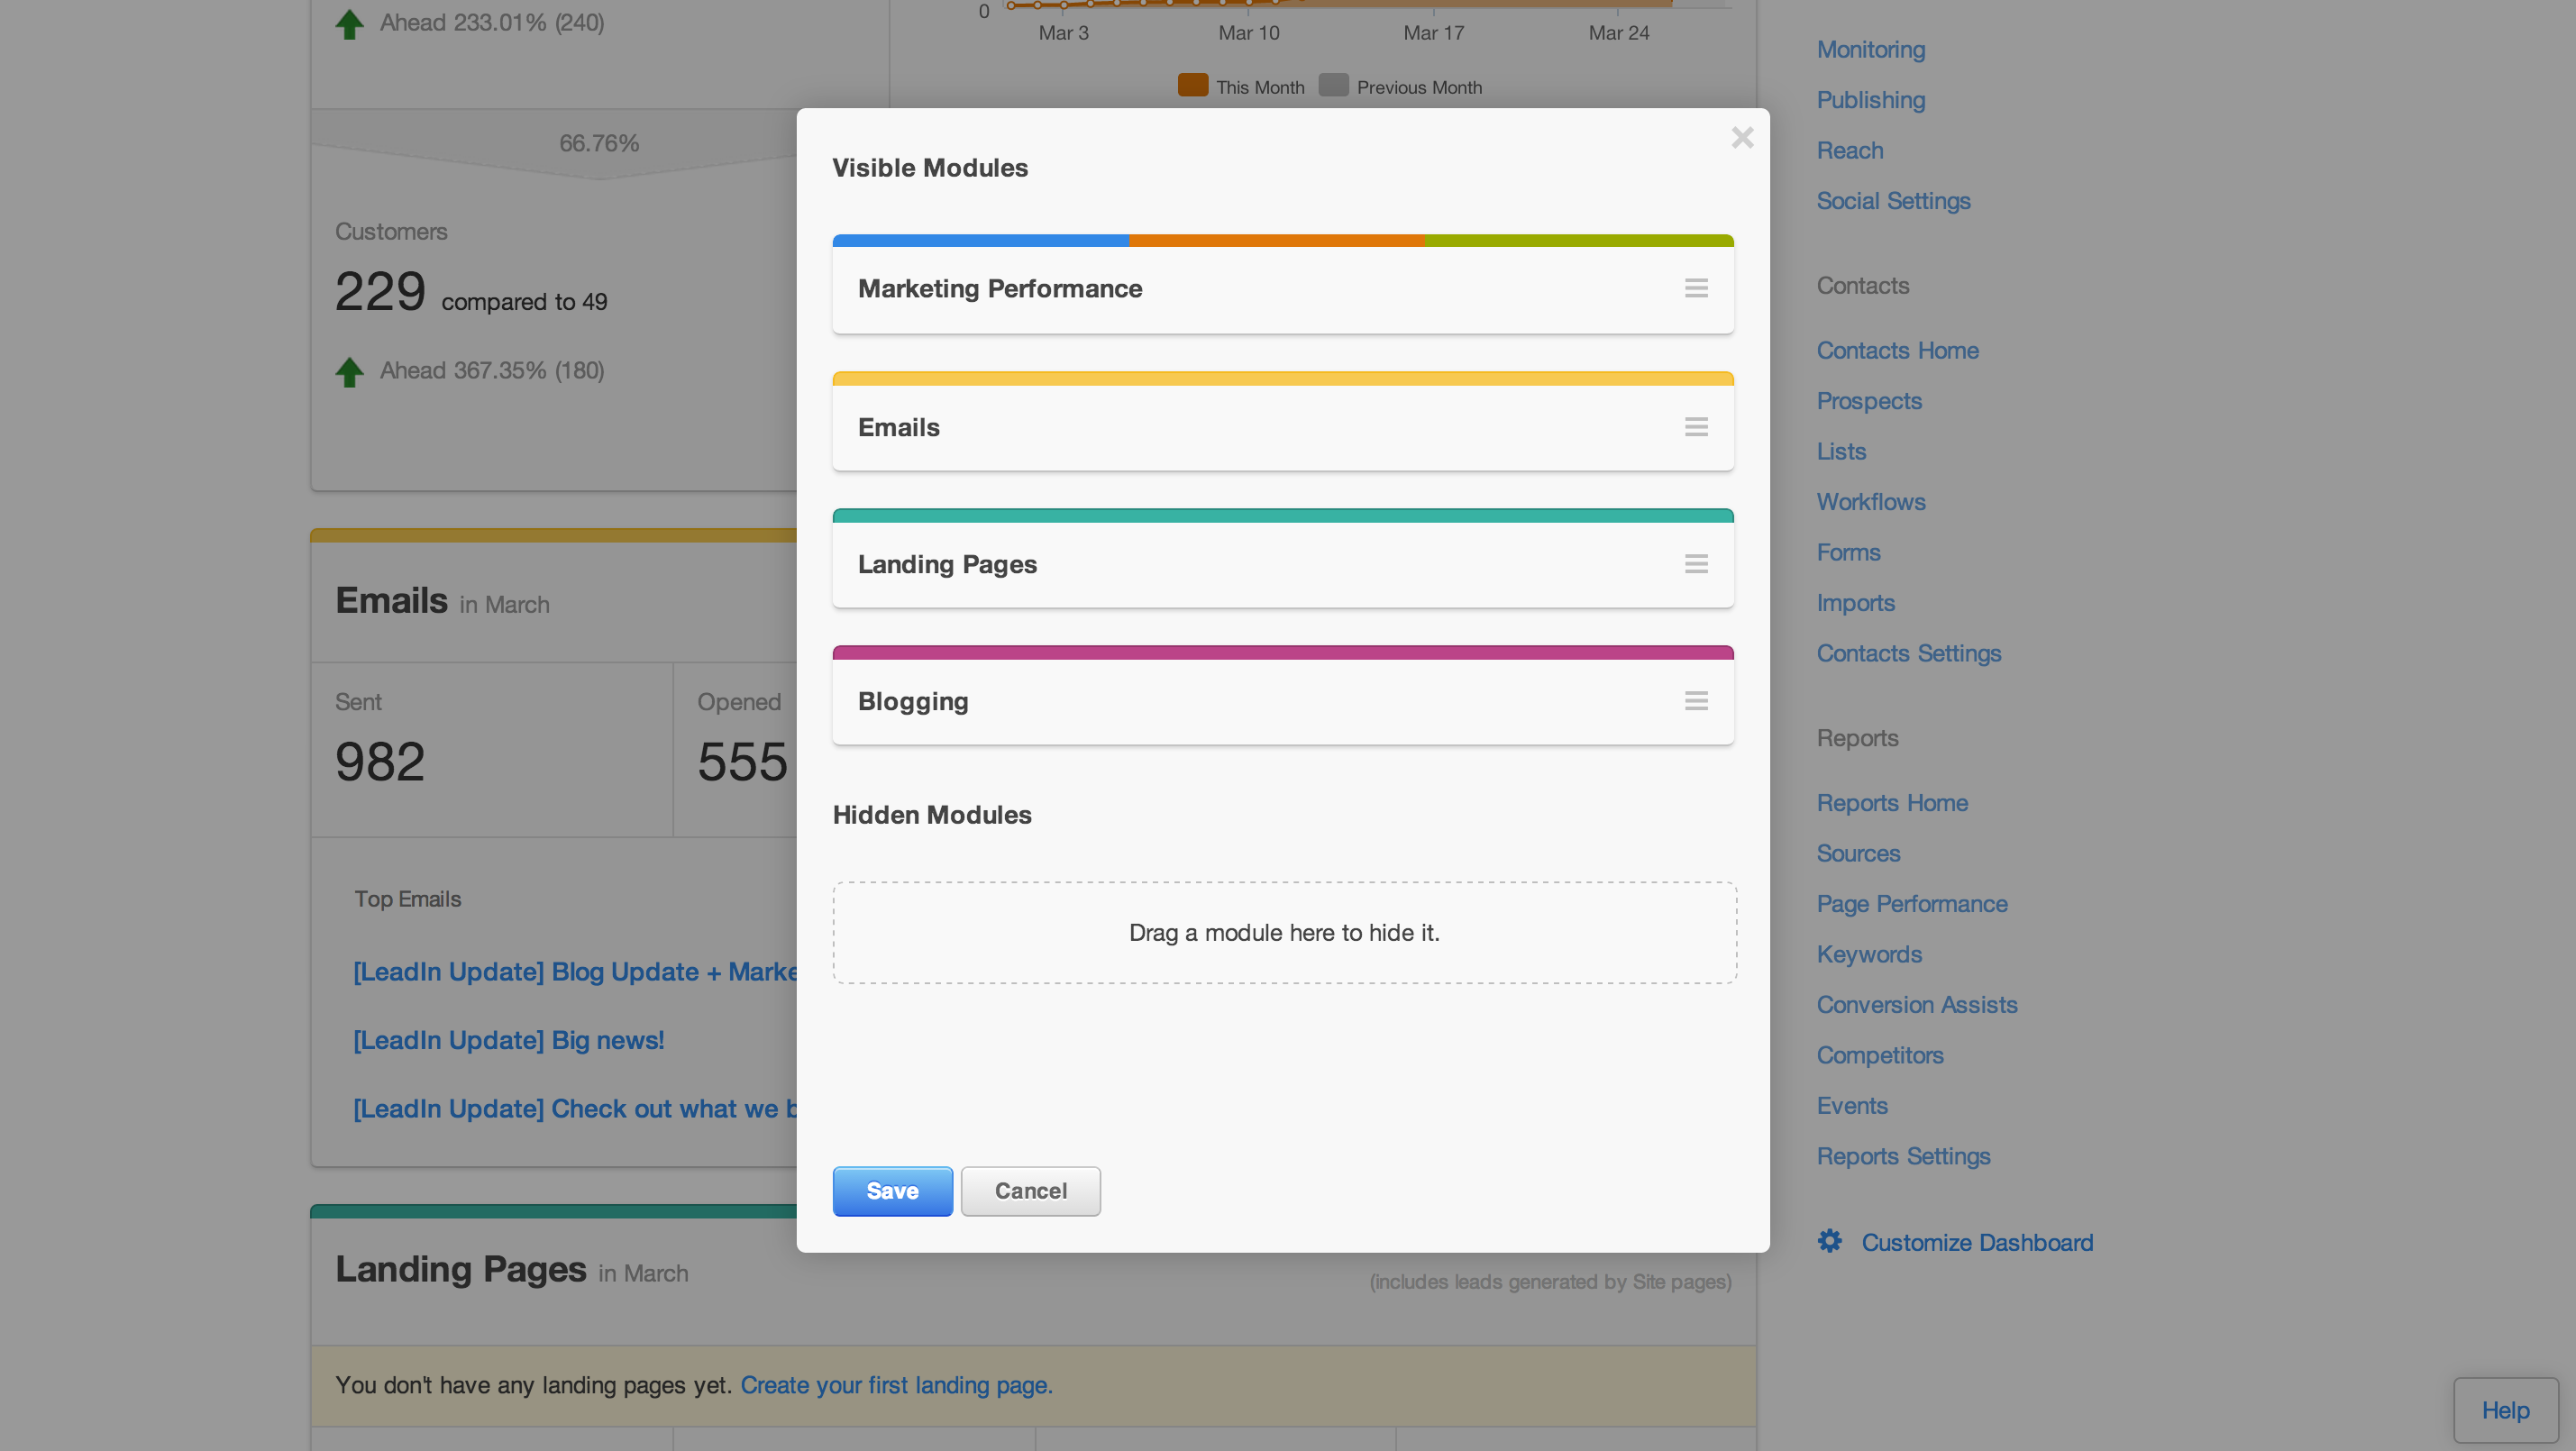 Ahead 233.01% (240)
0
Mar 3
Mar 10
Mar 17
Mar 24
This Month
Previous Month
66.76%
Customers
229 compared to 49
Ahead 367.35% (180)
Emails in March
Sent
982
Opened
555
Top Emails
[LeadIn Update] Blog Update + Marke
[LeadIn Update] Big news!
[LeadIn Update] Check out what we b
Landing Pages in March
(includes leads generated by Site pages)
You don't have any landing pages yet. Create your first landing page.
Visible Modules
Marketing Performance
Emails
Landing Pages
Blogging
Hidden Modules
Drag a module here to hide it.
Save
Cancel
Monitoring
Publishing
Reach
Social Settings
Contacts
Contacts Home
Prospects
Lists
Workflows
Forms
Imports
Contacts Settings
Reports
Reports Home
Sources
Page Performance
Keywords
Conversion Assists
Competitors
Events
Reports Settings
Customize Dashboard
Help